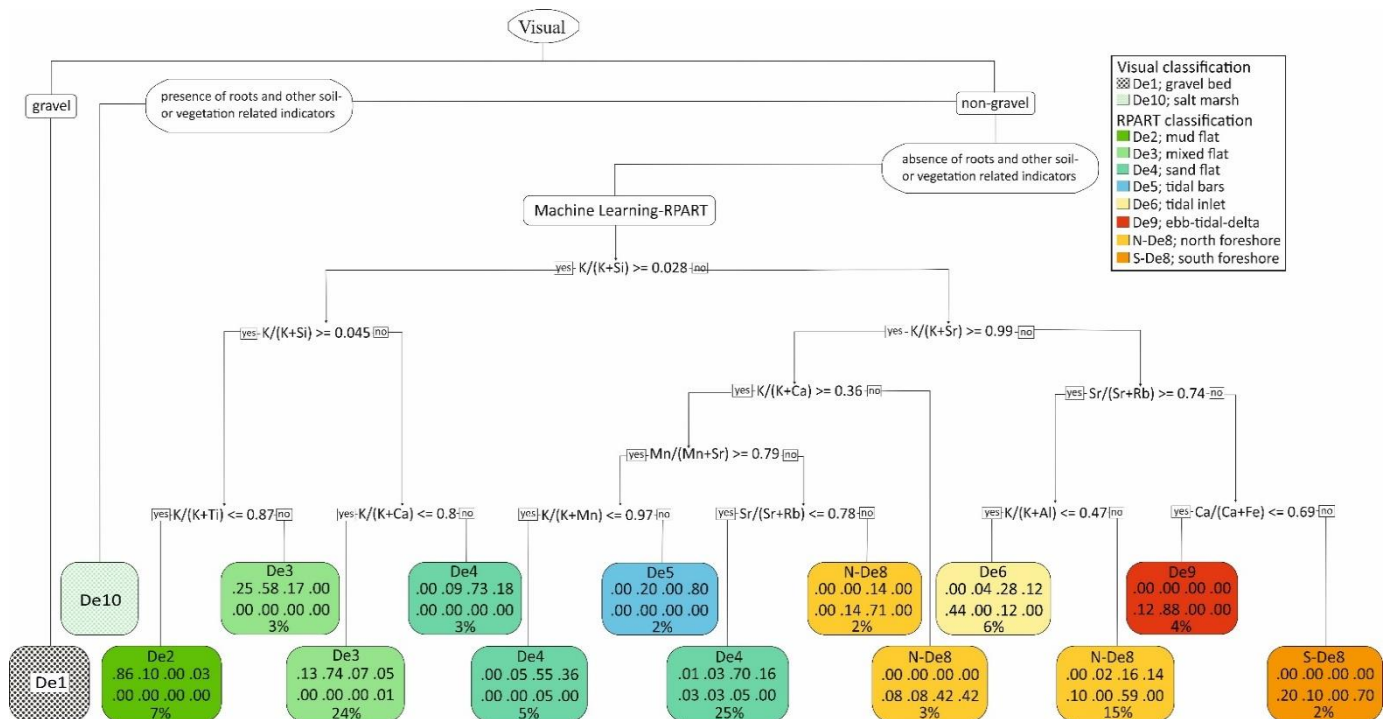 Visual
gravel
presence of roots and other soil-
or vegetation related indicators
non-gravel
absence of roots and other soil-
or vegetation related indicators
Machine Learning-RPART
Visual classification
De1; gravel bed
De10; salt marsh
RPART classification
De2; mud flat
De3; mixed flat
De4; sand flat
De5; tidal bars
De6; tidal inlet
De9; ebb-tidal-delta
N-De8; north foreshore
S-De8; south foreshore
yes K/(K+Si) >= 0.028 no
yes K/(K+Si) >= 0.045 no
yes K/(K+Sr) >= 0.99 no
yes K/(K+Ca) >= 0.36 no
yes Sr/(Sr+Rb) >= 0.74 no
yes Mn/(Mn+Sr) >= 0.79 no
yes K/(K+Ti) <= 0.87 no
yes K/(K+Ca) <= 0.8 no
yes K/(K+Mn) <= 0.97 no
yes Sr/(Sr+Rb) <= 0.78 no
yes K/(K+Al) <= 0.47 no
yes Ca/(Ca+Fe) <= 0.69 no
De10
De3
.25 .58 .17 .00
.00 .00 .00 .00
3%
De4
.00 .09 .73 .18
.00 .00 .00 .00
3%
De5
.00 .20 .00 .80
.00 .00 .00 .00
2%
N-De8
.00 .00 .14 .00
.00 .14 .71 .00
2%
De6
.00 .04 .28 .12
.44 .00 .12 .00
6%
De9
.00 .00 .00 .00
.12 .88 .00 .00
4%
De1
De2
.86 .10 .00 .03
.00 .00 .00 .00
7%
De3
.13 .74 .07 .05
.00 .00 .00 .01
24%
De4
.00 .05 .55 .36
.00 .00 .05 .00
5%
De4
.01 .03 .70 .16
.03 .03 .05 .00
25%
N-De8
.00 .00 .00 .00
.08 .08 .42 .42
3%
N-De8
.00 .02 .16 .14
.10 .00 .59 .00
15%
S-De8
.00 .00 .00 .00
.20 .10 .00 .70
2%